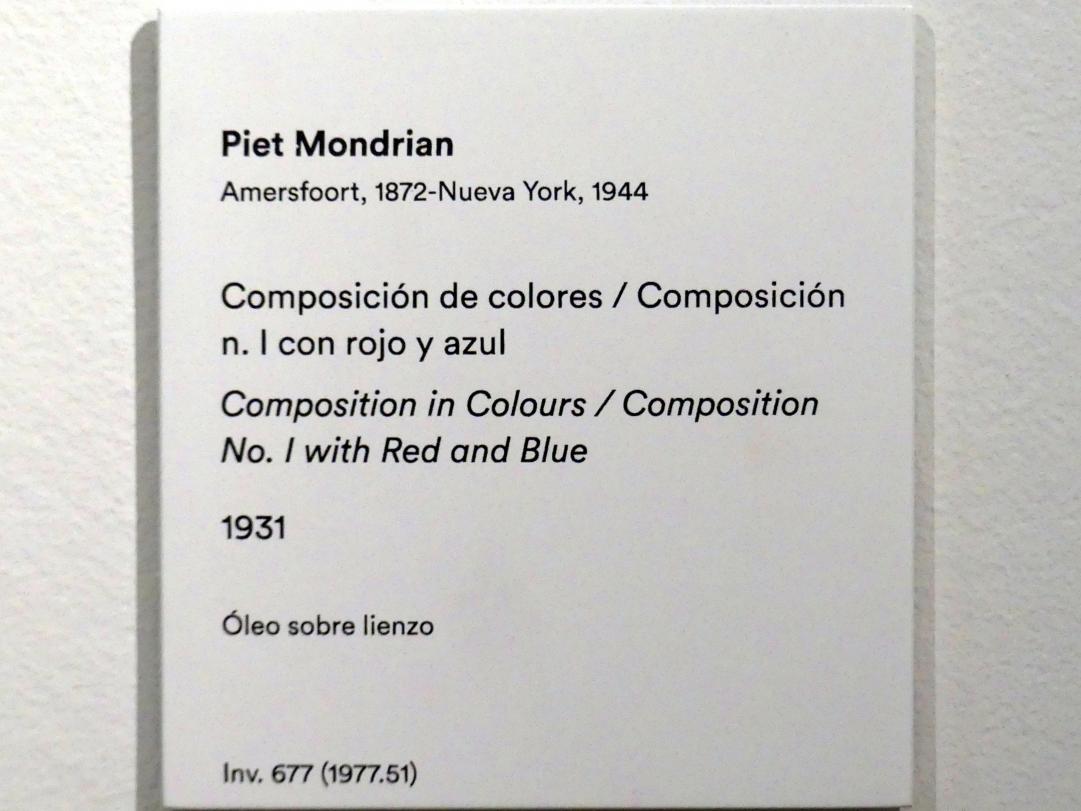 Piet Mondrian
Amersfoort, 1872-Nueva York, 1944
Composición de colores / Composición
n. I con rojo y azul
Composition in Colours / Composition
No. I with Red and Blue
1931
Óleo sobre lienzo
Inv. 677 (1977.51)